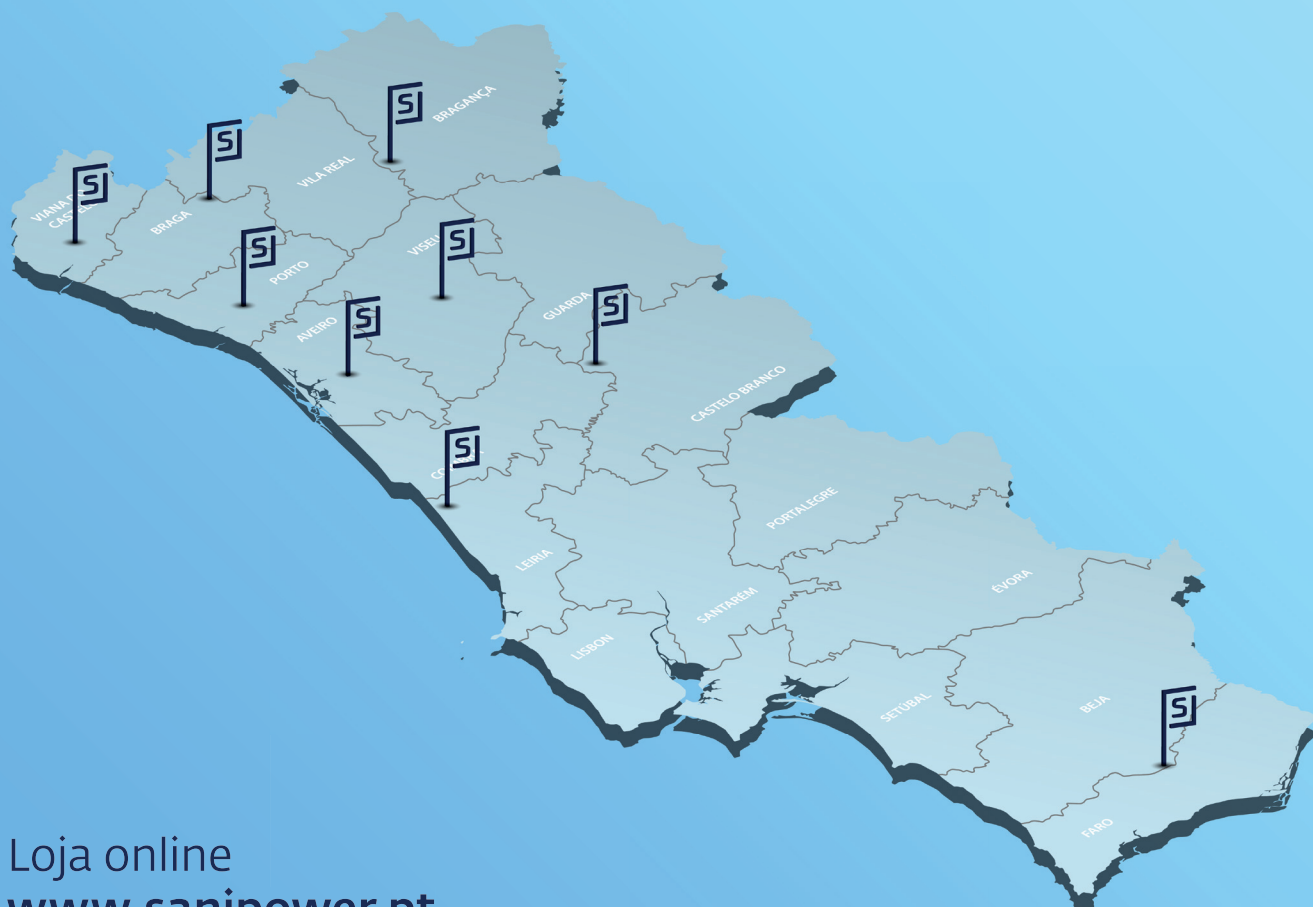 BRAGANÇA
VILA REAL
BRAGA
VISEU
PORTO
GUARDA
AVEIRO
CASTELO BRANCO
PORTALEGRE
LEIRIA
ÉVORA
SANTARÉM
LISBON
SETÚBAL
BEJA
FARO
S
S
S
S
S
S
S
S
S
Loja online
www.sanipower.pt